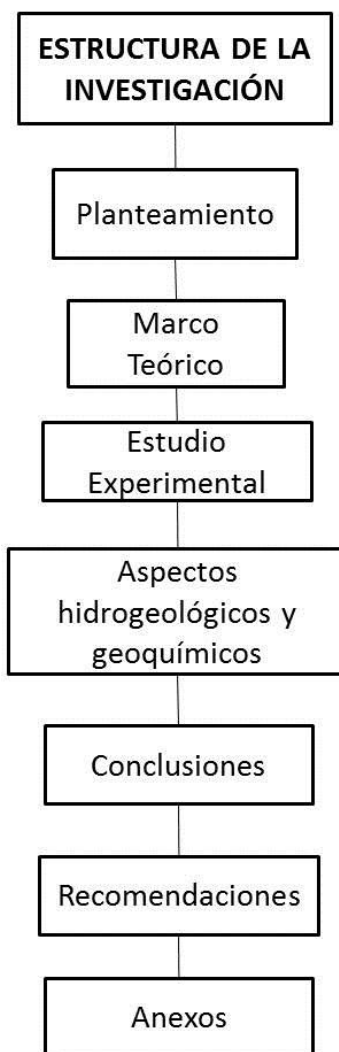 ESTRUCTURA DE LA
INVESTIGACIÓN
Planteamiento
Marco
Teórico
Estudio
Experimental
Aspectos
hidrogeológicos y
geoquímicos
Conclusiones
Recomendaciones
Anexos